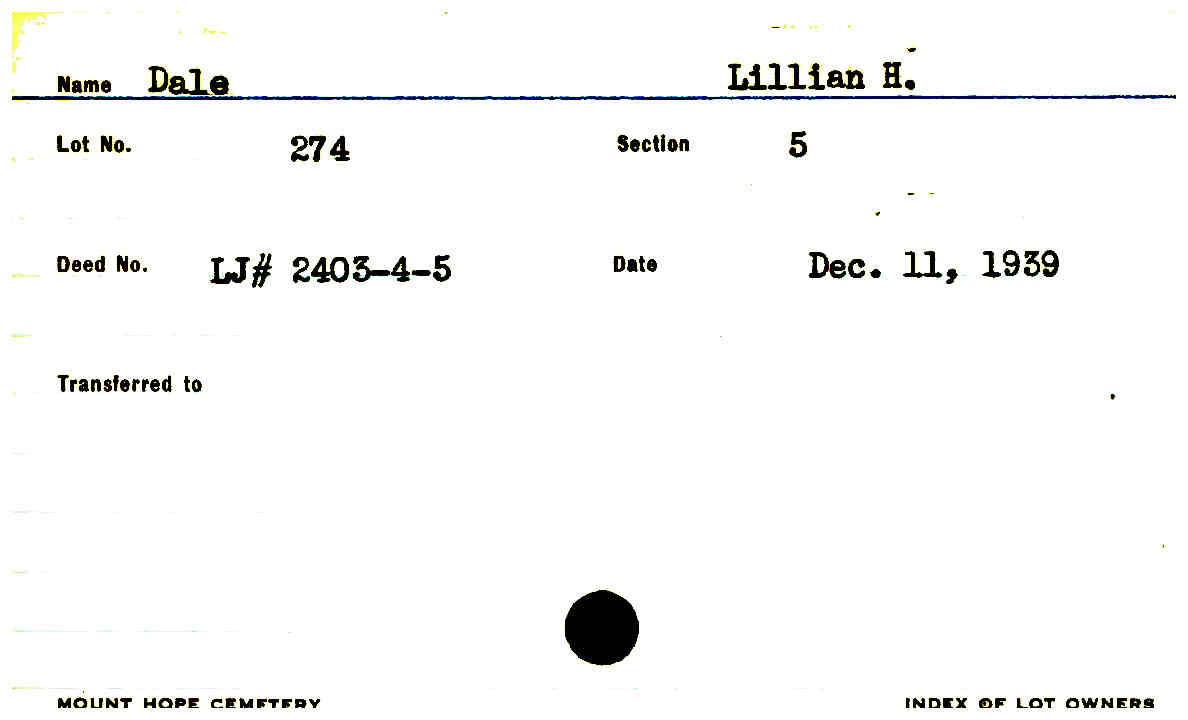 Name Dale Lillian H.
Lot No. 274 Section 5
Deed No. LJ# 2403-4-5 Date Dec. 11, 1939
Transferred to
MOUNT HOPE CEMETERY INDEX OF LOT OWNERS